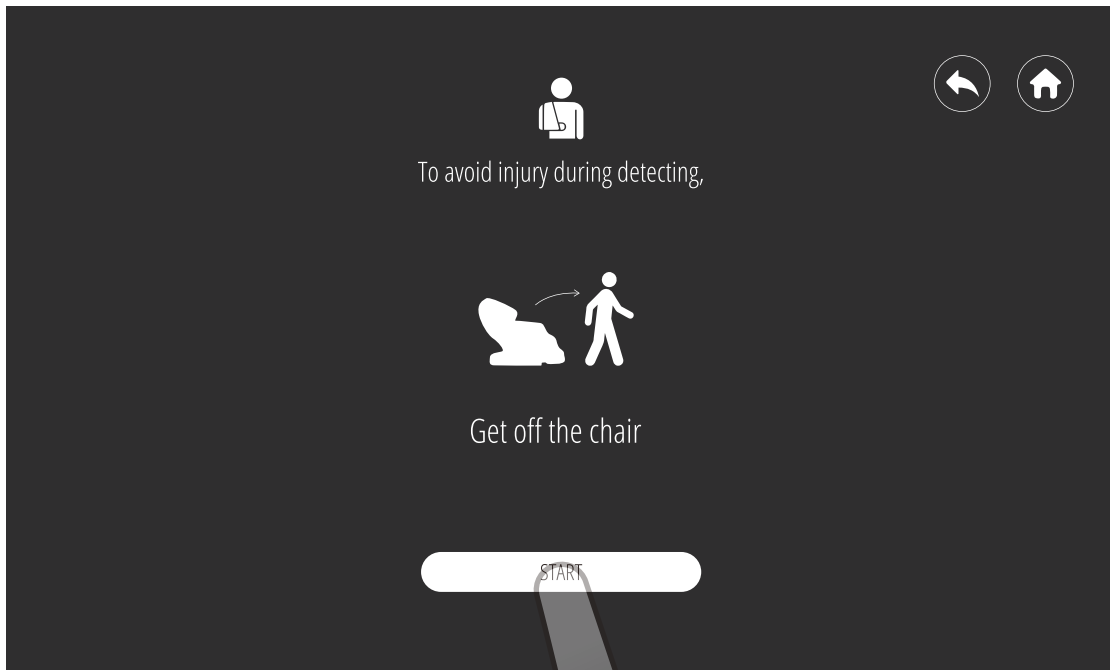 To avoid injury during detecting,
Get off the chair
START